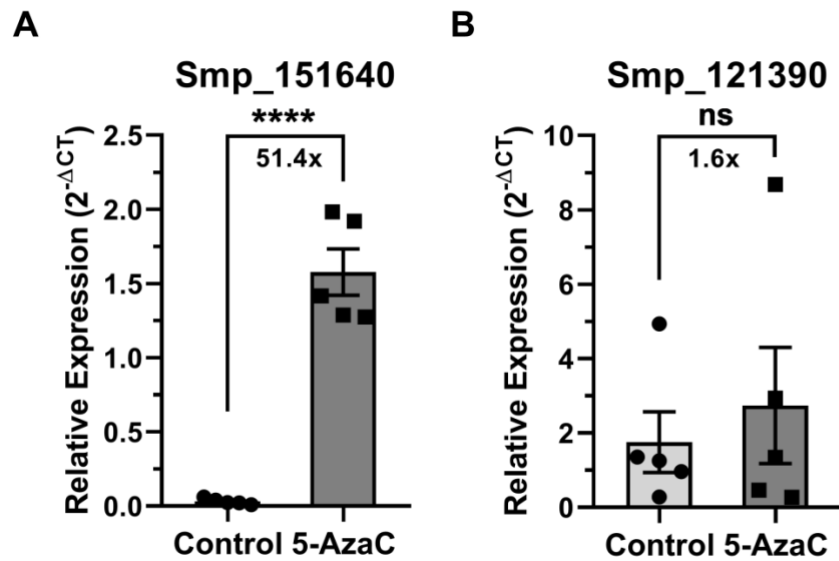 A
Smp_151640
****
51.4x
Relative Expression (2^-ΔCT)
2.5
2.0
1.5
1.0
0.5
0.0
Control 5-AzaC
B
Smp_121390
ns
1.6x
Relative Expression (2^-ΔCT)
10
8
6
4
2
0
Control 5-AzaC